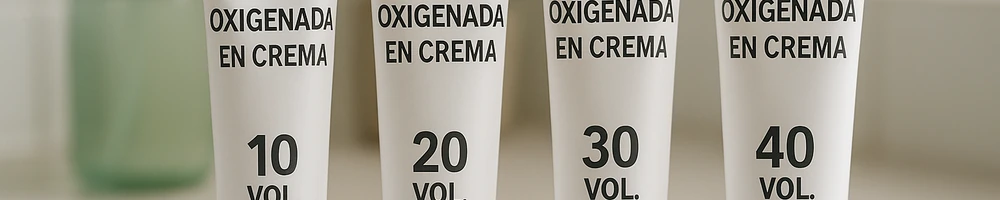 OXIGENADA
EN CREMA
10
VOL.
OXIGENADA
EN CREMA
20
VOL.
OXIGENADA
EN CREMA
30
VOL.
OXIGENADA
EN CREMA
40
VOL.